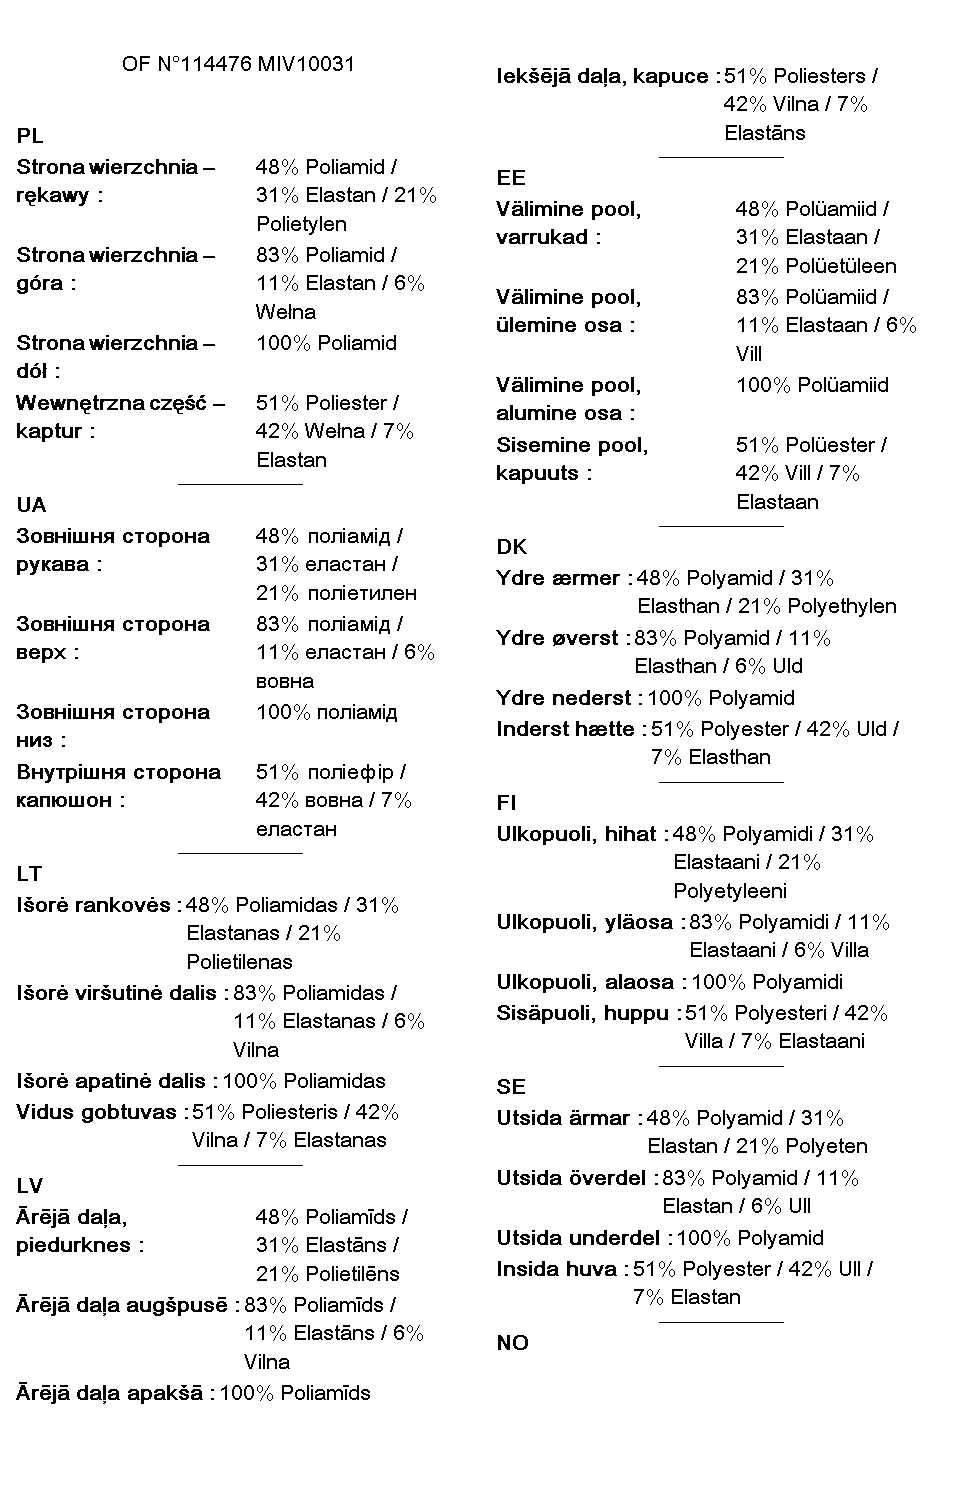 OF N°114476 MIV10031
PL
Strona wierzchnia – 48% Poliamid /
rękawy : 31% Elastan / 21%
Polietylen
Strona wierzchnia – 83% Poliamid /
góra : 11% Elastan / 6%
Wełna
Strona wierzchnia – 100% Poliamid
dół :
Wewnętrzna część – 51% Poliester /
kaptur : 42% Wełna / 7%
Elastan
UA
Зовнішня сторона 48% поліамід /
рукава : 31% еластан /
21% поліетилен
Зовнішня сторона 83% поліамід /
верх : 11% еластан / 6%
вовна
Зовнішня сторона 100% поліамід
низ :
Внутрішня сторона 51% поліефір /
капюшон : 42% вовна / 7%
еластан
LT
Išorė rankovės : 48% Poliamidas / 31%
Elastanas / 21%
Polietilenas
Išorė viršutinė dalis : 83% Poliamidas /
11% Elastanas / 6%
Vilna
Išorė apatinė dalis : 100% Poliamidas
Vidus gobtuvas : 51% Poliesteris / 42%
Vilna / 7% Elastanas
LV
Ārējā daļa, 48% Poliamīds /
piedurknes : 31% Elastāns /
21% Polietilēns
Ārējā daļa augšpusē : 83% Poliamīds /
11% Elastāns / 6%
Vilna
Ārējā daļa apakšā : 100% Poliamīds
Iekšējā daļa, kapuce : 51% Poliesters /
42% Vilna / 7%
Elastāns
EE
Välimine pool, 48% Polüamiid /
varrukad : 31% Elastaan /
21% Polüetüleen
Välimine pool, 83% Polüamiid /
ülemine osa : 11% Elastaan / 6%
Vill
Välimine pool, 100% Polüamiid
alumine osa :
Sisemine pool, 51% Polüester /
kapuuts : 42% Vill / 7%
Elastaan
DK
Ydre ærmer : 48% Polyamid / 31%
Elasthan / 21% Polyethylen
Ydre øverst : 83% Polyamid / 11%
Elasthan / 6% Uld
Ydre nederst : 100% Polyamid
Inderst hætte : 51% Polyester / 42% Uld /
7% Elasthan
FI
Ulkopuoli, hihat : 48% Polyamidi / 31%
Elastaani / 21%
Polyetyleeni
Ulkopuoli, yläosa : 83% Polyamidi / 11%
Elastaani / 6% Villa
Ulkopuoli, alaosa : 100% Polyamidi
Sisäpuoli, huppu : 51% Polyesteri / 42%
Villa / 7% Elastaani
SE
Utsida ärmar : 48% Polyamid / 31%
Elastan / 21% Polyeten
Utsida överdel : 83% Polyamid / 11%
Elastan / 6% Ull
Utsida underdel : 100% Polyamid
Insida huva : 51% Polyester / 42% Ull /
7% Elastan
NO